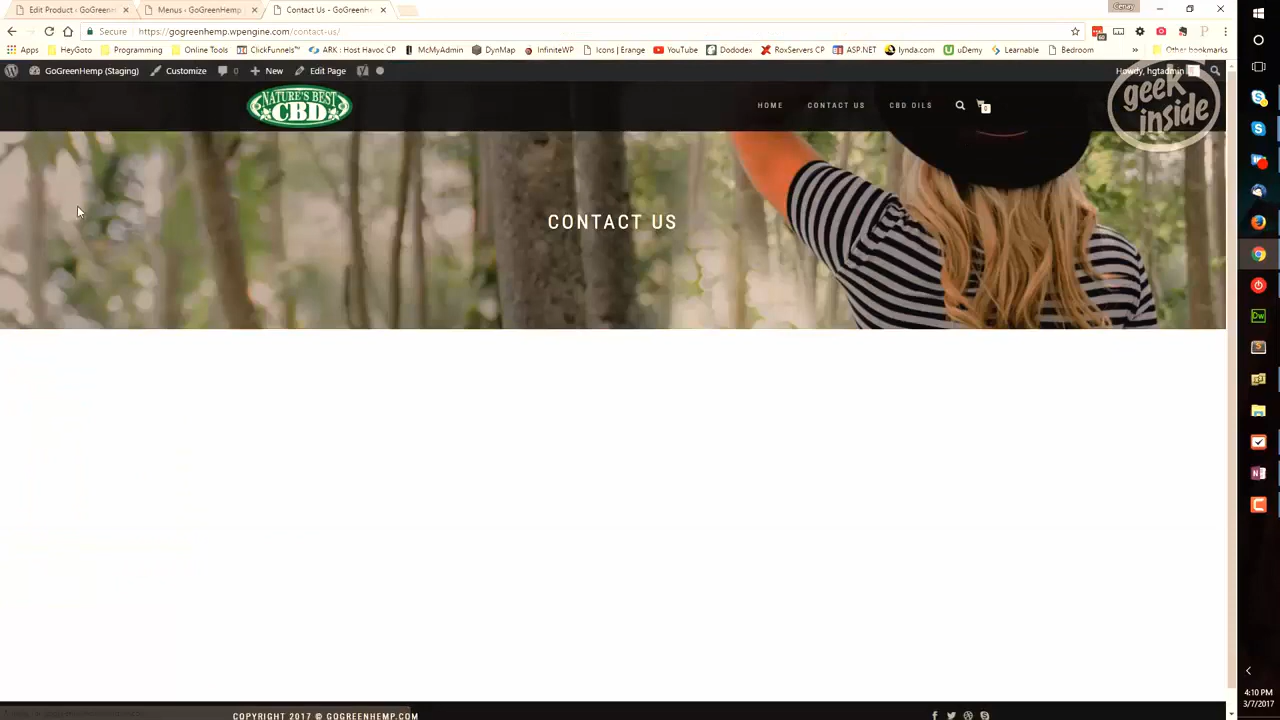 Edit Product ‹ GoGreen
Menus ‹ GoGreenHemp
Contact Us - GoGreenH
Cenay
Secure
https://gogreenhemp.wpengine.com/contact-us/
Apps
HeyGoto
Programming
Online Tools
ClickFunnels™
ARK : Host Havoc CP
McMyAdmin
DynMap
InfiniteWP
Icons | Erange
YouTube
Dododex
RoxServers CP
ASP.NET
lynda.com
uDemy
Learnable
Bedroom
»
Other bookmarks
GoGreenHemp (Staging)
Customize
0
New
Edit Page
Howdy, hgtadmin
NATURE'S BEST
CBD
HOME
CONTACT US
CBD OILS
0
geek
inside
CONTACT US
COPYRIGHT 2017 © GOGREENHEMP.COM
4:10 PM
3/7/2017